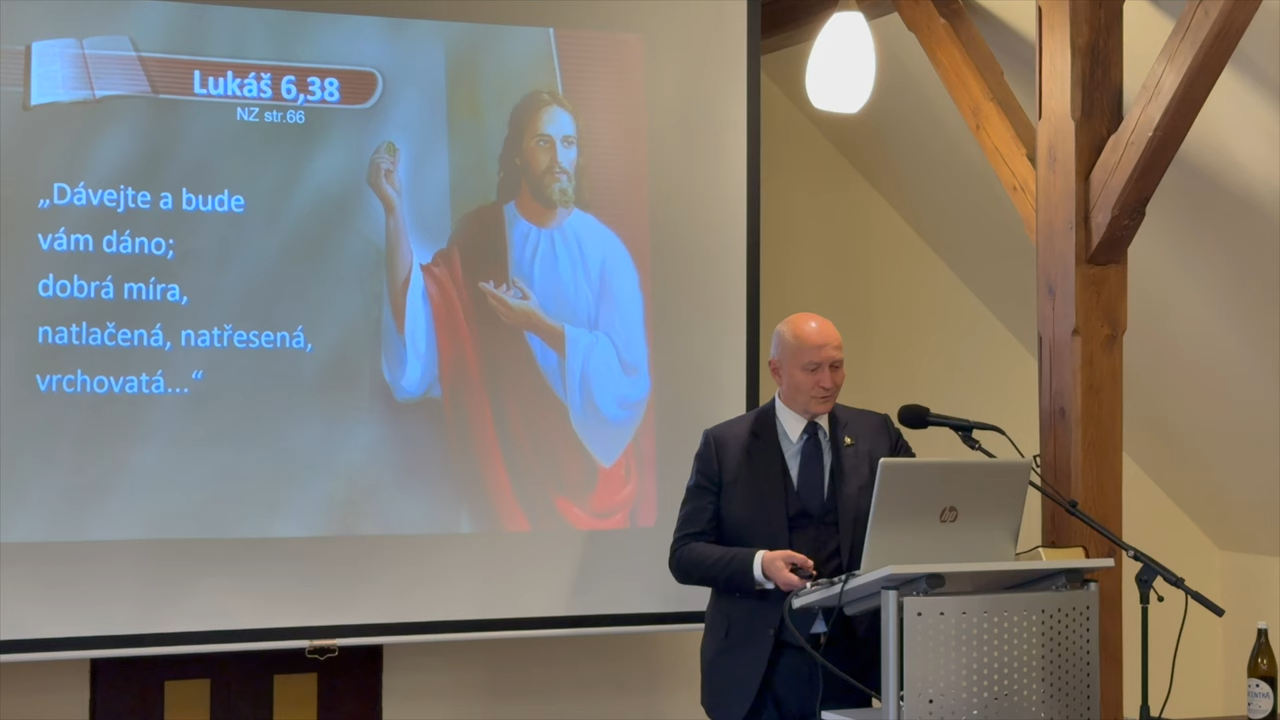 Lukáš 6,38
NZ str.66
„Dávejte a bude
vám dáno;
dobrá míra,
natlačená, natřesená,
vrchovatá...“
hp